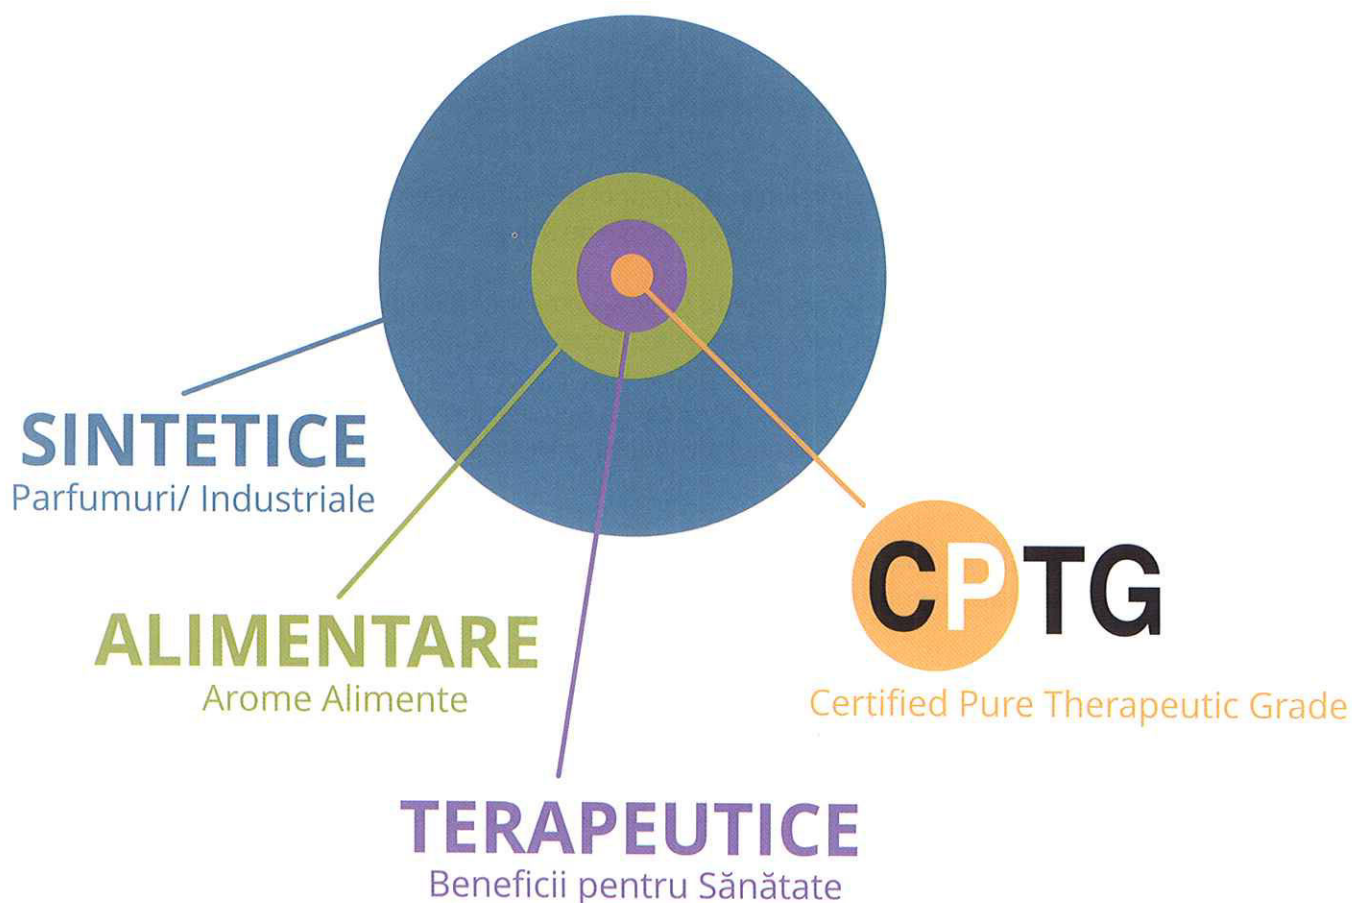 SINTETICE
Parfumuri/ Industriale
ALIMENTARE
Arome Alimente
CPTG
Certified Pure Therapeutic Grade
TERAPEUTICE
Beneficii pentru Sănătate